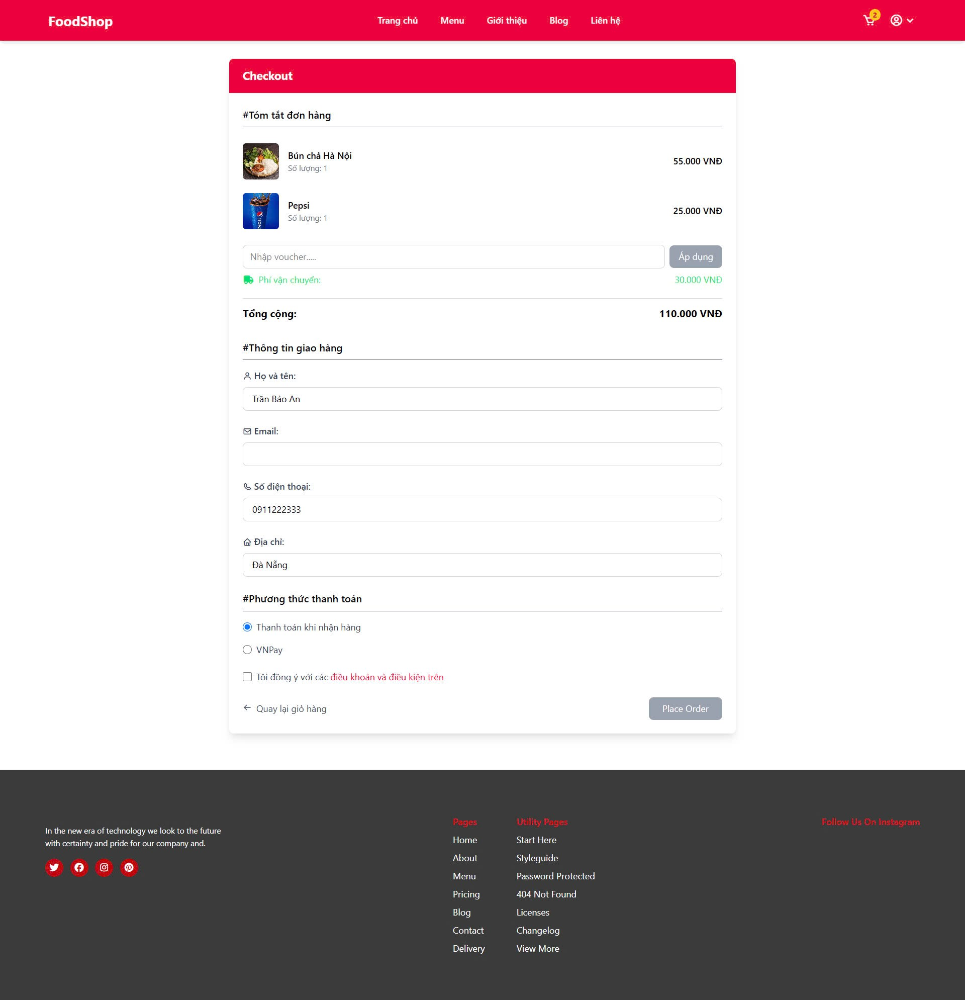 FoodShop
Trang chủ
Menu
Giới thiệu
Blog
Liên hệ
2
Checkout
#Tóm tắt đơn hàng
Bún chả Hà Nội
Số lượng: 1
55.000 VNĐ
Pepsi
Số lượng: 1
25.000 VNĐ
pepsi
Nhập voucher.....
Áp dụng
Phí vận chuyển:
30.000 VNĐ
Tổng cộng:
110.000 VNĐ
#Thông tin giao hàng
Họ và tên:
Trần Bảo An
Email:
Số điện thoại:
0911222333
Địa chỉ:
Đà Nẵng
#Phương thức thanh toán
Thanh toán khi nhận hàng
VNPay
Tôi đồng ý với các điều khoản và điều kiện trên
Quay lại giỏ hàng
Place Order
In the new era of technology we look to the future
with certainty and pride for our company and.
Pages
Home
About
Menu
Pricing
Blog
Contact
Delivery
Utility Pages
Start Here
Styleguide
Password Protected
404 Not Found
Licenses
Changelog
View More
Follow Us On Instagram